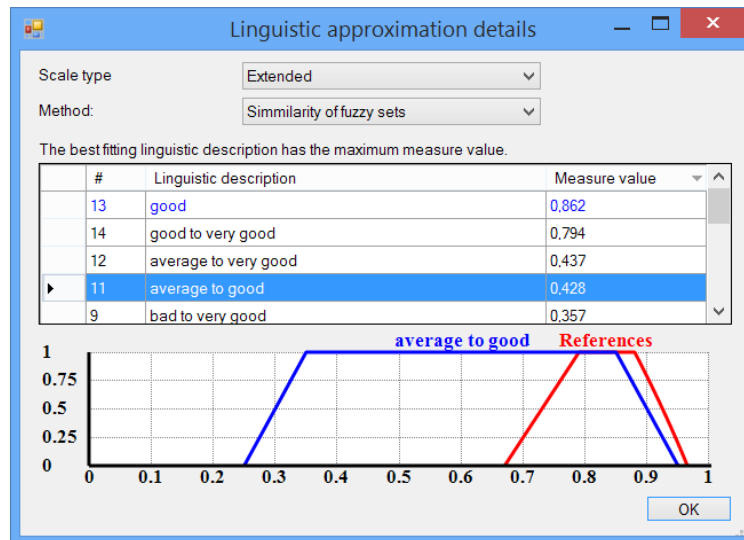 Linguistic approximation details
Scale type Extended
Method: Simmilarity of fuzzy sets
The best fitting linguistic description has the maximum measure value.
# Linguistic description Measure value
13 good 0,862
14 good to very good 0,794
12 average to very good 0,437
11 average to good 0,428
9 bad to very good 0,357
average to good References
1
0.75
0.5
0.25
0
0 0.1 0.2 0.3 0.4 0.5 0.6 0.7 0.8 0.9 1
OK